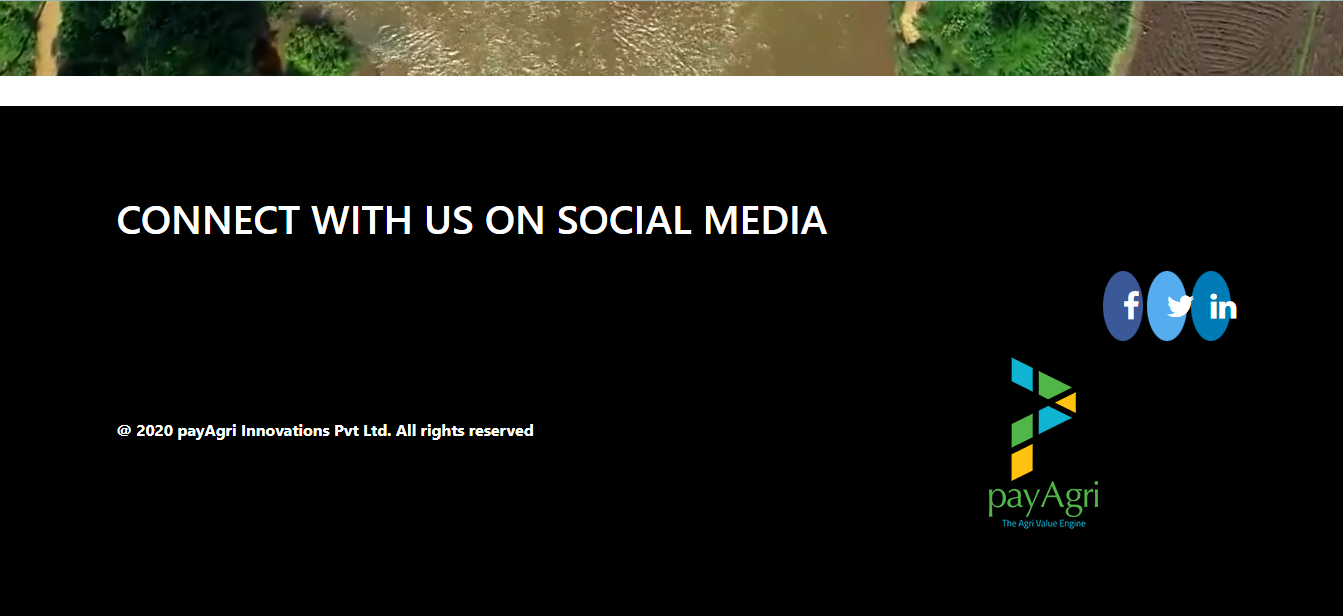 CONNECT WITH US ON SOCIAL MEDIA
f
in
@ 2020 payAgri Innovations Pvt Ltd. All rights reserved
payAgri
The Agri Value Engine